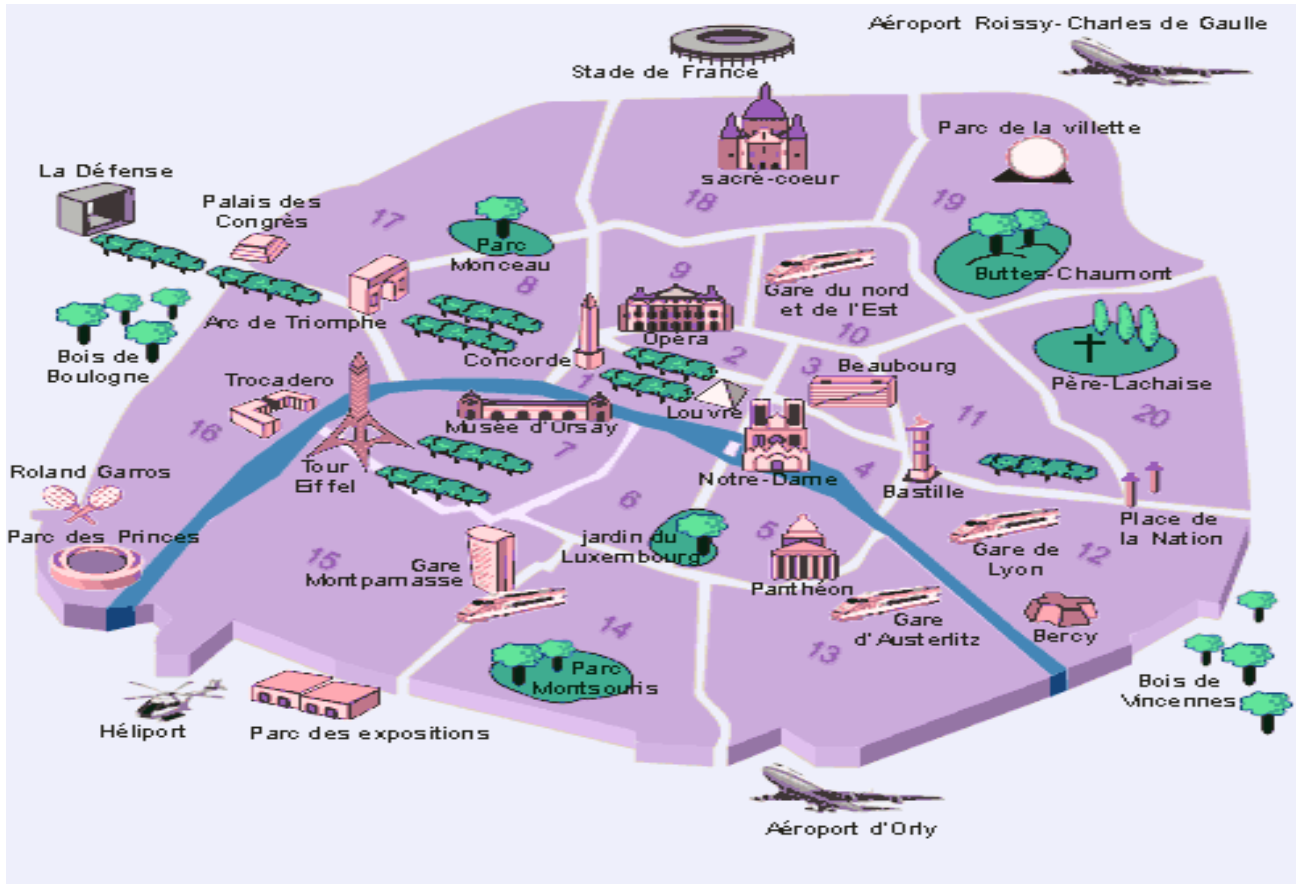 Aéroport Roissy-Charles de Gaulle
Stade de France
Parc de la villette
La Défense
Palais des
Congrès
sacré-coeur
17
18
19
Parc
Monceau
9
8
Gare du nord
et de l'Est
Buttes-Chaumont
Arc de Triomphe
10
Opéra
Concorde
2
3
Beaubourg
Bois de
Boulogne
Trocadero
1
Louvre
Père-Lachaise
16
Musée d'Orsay
7
11
20
Roland Garros
Tour
Eiffel
Notre-Dame
4
Bastille
6
Parc des Princes
jardin du
Luxembourg
5
Place de
la Nation
15
Gare
Montparnasse
Gare de
Lyon
12
Panthéon
14
Gare
d'Austerlitz
Bercy
13
Parc
Montsouris
Bois de
Vincennes
Héliport
Parc des expositions
Aéroport d'Orly